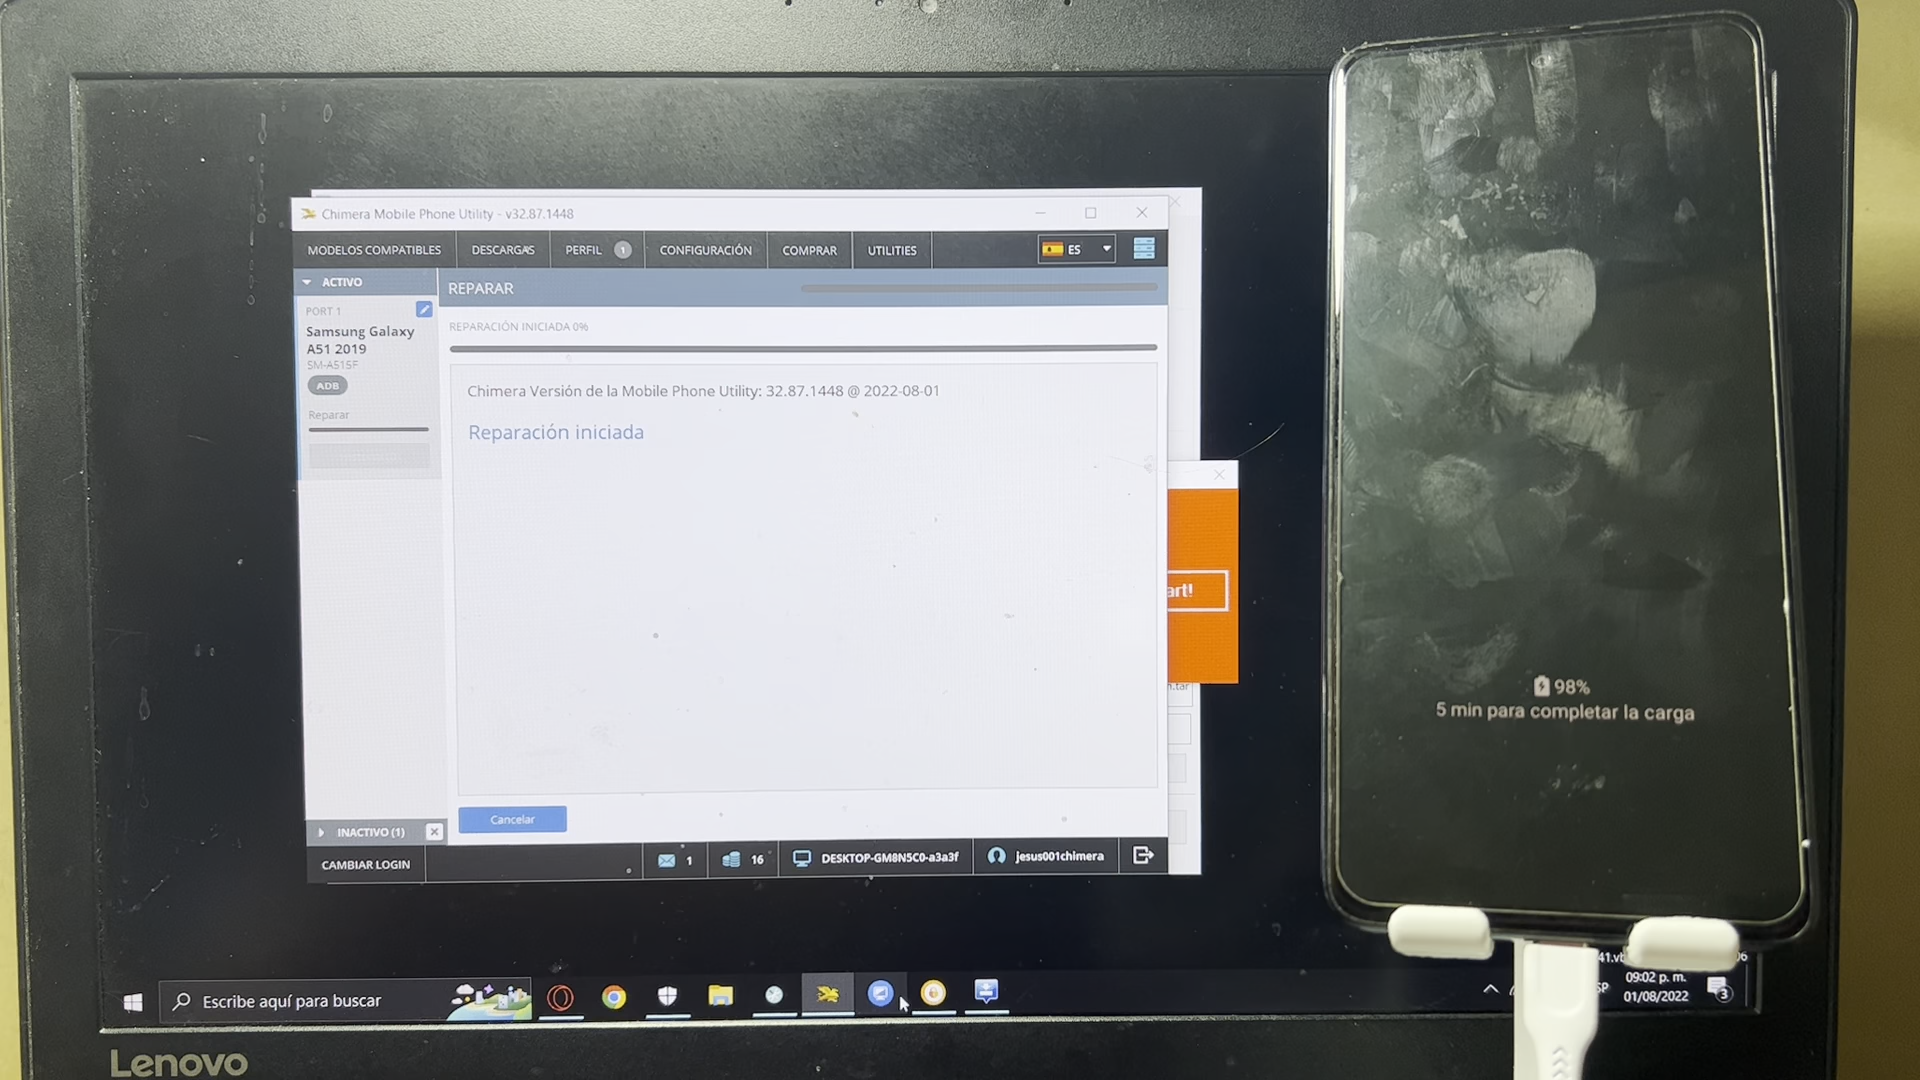 Chimera Mobile Phone Utility - v32.87.1448
MODELOS COMPATIBLES
DESCARGAS
PERFIL 1
CONFIGURACIÓN
COMPRAR
UTILITIES
ES
ACTIVO
REPARAR
PORT 1
Samsung Galaxy
A51 2019
SM-A515F
ADB
Reparar
REPARACIÓN INICIADA 0%
Chimera Versión de la Mobile Phone Utility: 32.87.1448 @ 2022-08-01
Reparación iniciada
art!
n.tar
98%
5 min para completar la carga
Cancelar
INACTIVO (1)
CAMBIAR LOGIN
1
16
DESKTOP-GM8N5C0-a3a3f
jesus001chimera
Escribe aquí para buscar
SP
09:02 p. m.
01/08/2022
3
Lenovo